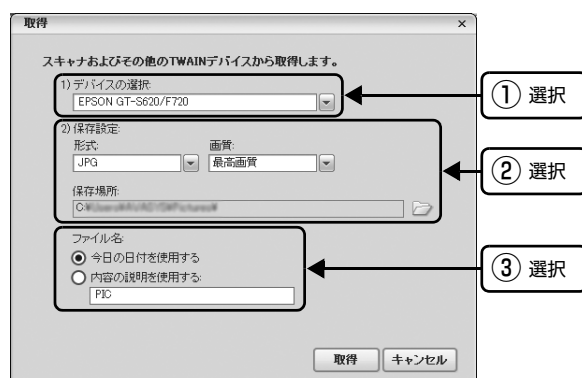 取得
×
スキャナおよびその他のTWAINデバイスから取得します。
1)デバイスの選択:
EPSON GT-S620/F720
① 選択
2)保存設定:
形式: 画質:
JPG 最高画質
② 選択
保存場所:
C:¥
ファイル名:
今日の日付を使用する
③ 選択
内容の説明を使用する:
PIC
取得 キャンセル